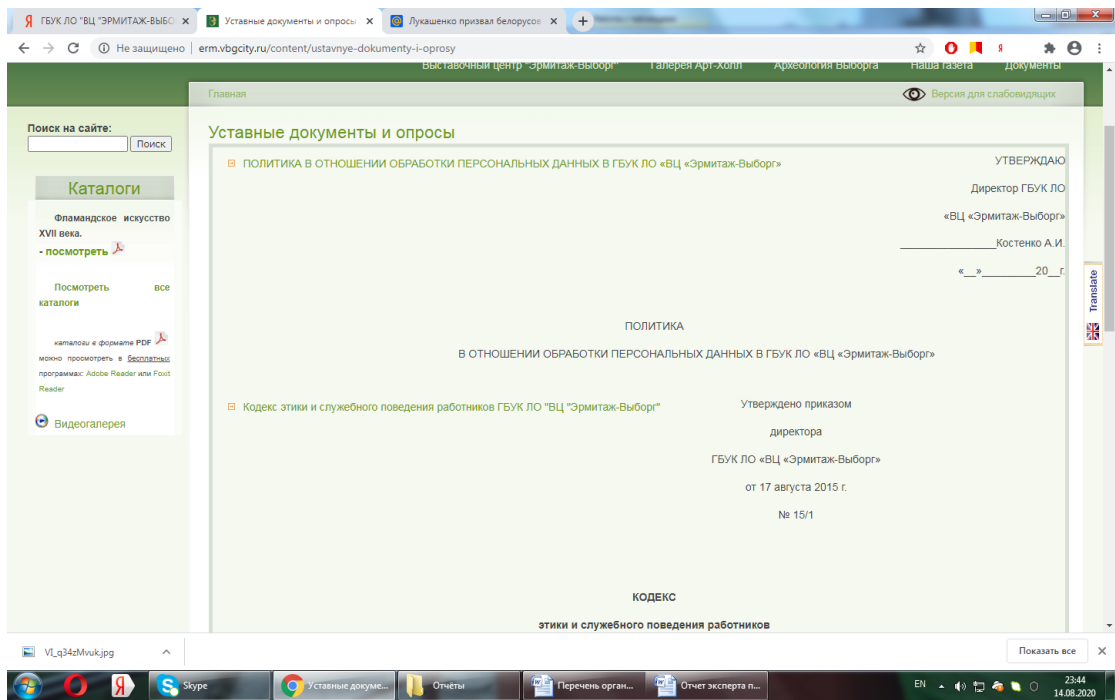 ГБУК ЛО "ВЦ "ЭРМИТАЖ-ВЫБО
Уставные документы и опросы
Лукашенко призвал белорусов
Не защищено | erm.vbgcity.ru/content/ustavnye-dokumenty-i-oprosy
Выставочный центр "Эрмитаж-Выборг" Галерея Арт-Холл Археология Выборга Наша газета Документы
Главная
Версия для слабовидящих
Поиск на сайте:
Поиск
Каталоги
Фламандское искусство
XVII века.
- посмотреть
Посмотреть все
каталоги
каталоги в формате PDF
можно просмотреть в бесплатных
программах: Adobe Reader или Foxit
Reader
Видеогалерея
Уставные документы и опросы
ПОЛИТИКА В ОТНОШЕНИИ ОБРАБОТКИ ПЕРСОНАЛЬНЫХ ДАННЫХ В ГБУК ЛО «ВЦ «Эрмитаж-Выборг»
УТВЕРЖДАЮ
Директор ГБУК ЛО
«ВЦ «Эрмитаж-Выборг»
________________Костенко А.И.
«__»_________20__г.
ПОЛИТИКА
В ОТНОШЕНИИ ОБРАБОТКИ ПЕРСОНАЛЬНЫХ ДАННЫХ В ГБУК ЛО «ВЦ «Эрмитаж-Выборг»
Кодекс этики и служебного поведения работников ГБУК ЛО "ВЦ "Эрмитаж-Выборг"
Утверждено приказом
директора
ГБУК ЛО «ВЦ «Эрмитаж-Выборг»
от 17 августа 2015 г.
№ 15/1
КОДЕКС
этики и служебного поведения работников
Translate
VI_q34zMvuk.jpg
Показать все
Skype
Уставные докуме...
Отчёты
Перечень орган...
Отчет эксперта п...
EN
23:44
14.08.2020